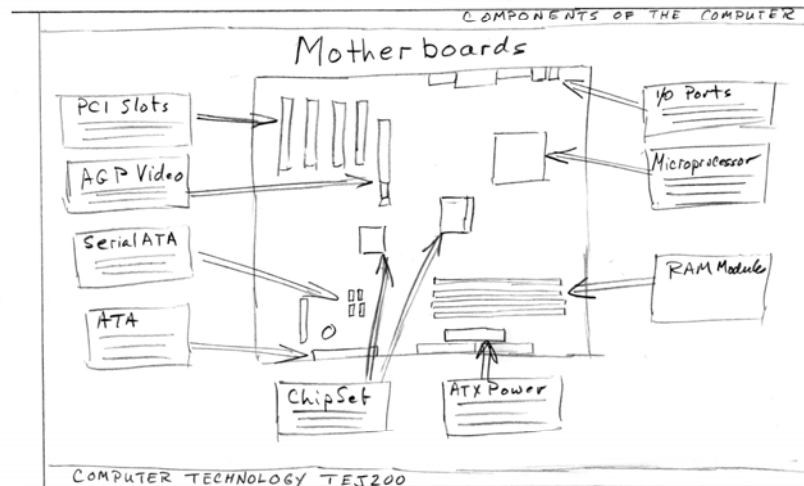 COMPONENTS OF THE COMPUTER
Motherboards
PCI Slots
I/O Ports
AGP Video
Microprocessor
Serial ATA
RAM Modules
ATA
ChipSet
ATX Power
COMPUTER TECHNOLOGY TEJ200